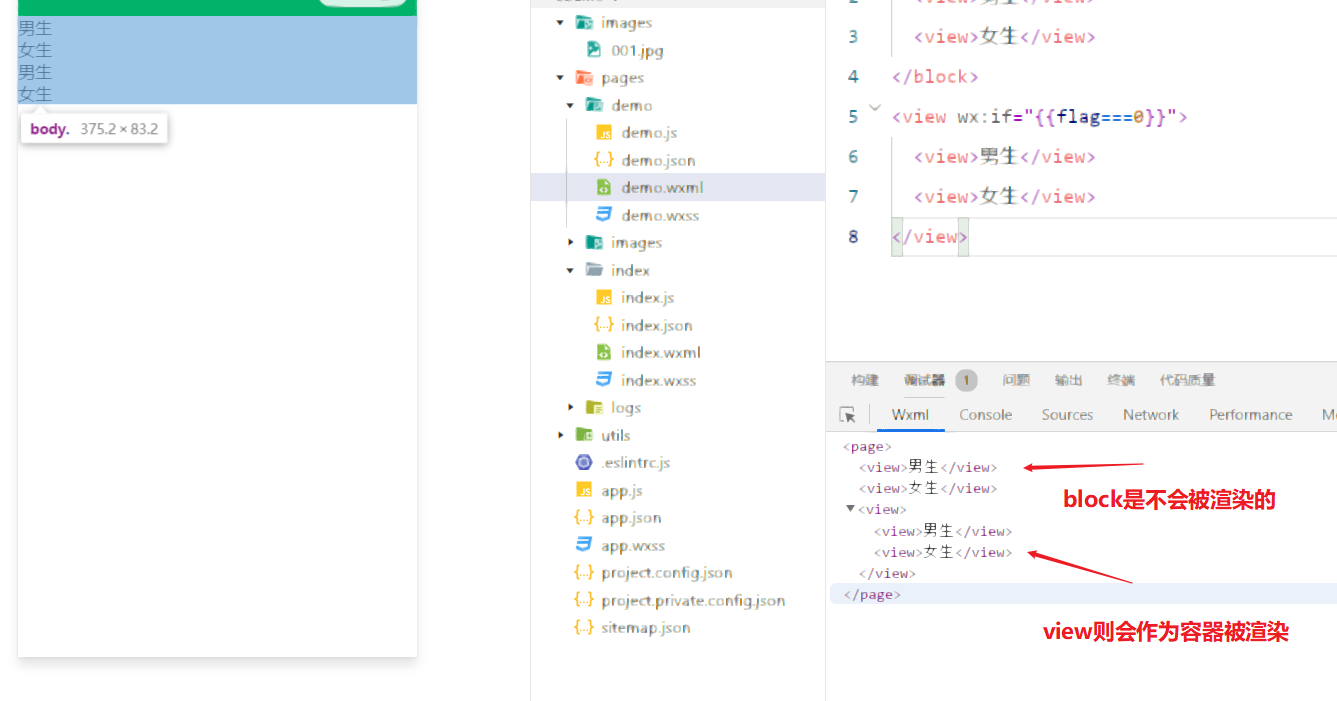 男生
女生
男生
女生
body. 375.2 × 83.2
images
001.jpg
pages
demo
demo.js
demo.json
demo.wxml
demo.wxss
images
index
index.js
index.json
index.wxml
index.wxss
logs
utils
.eslintrc.js
app.js
app.json
app.wxss
project.config.json
project.private.config.json
sitemap.json
3 <view>女生</view>
4 </block>
5 <view wx:if="{{flag===0}}">
6 <view>男生</view>
7 <view>女生</view>
8 </view>
构建 调试器 1 问题 输出 终端 代码质量
Wxml Console Sources Network Performance
<page>
<view>男生</view>
<view>女生</view>
<view>
<view>男生</view>
<view>女生</view>
</view>
</page>
block是不会被渲染的
view则会作为容器被渲染